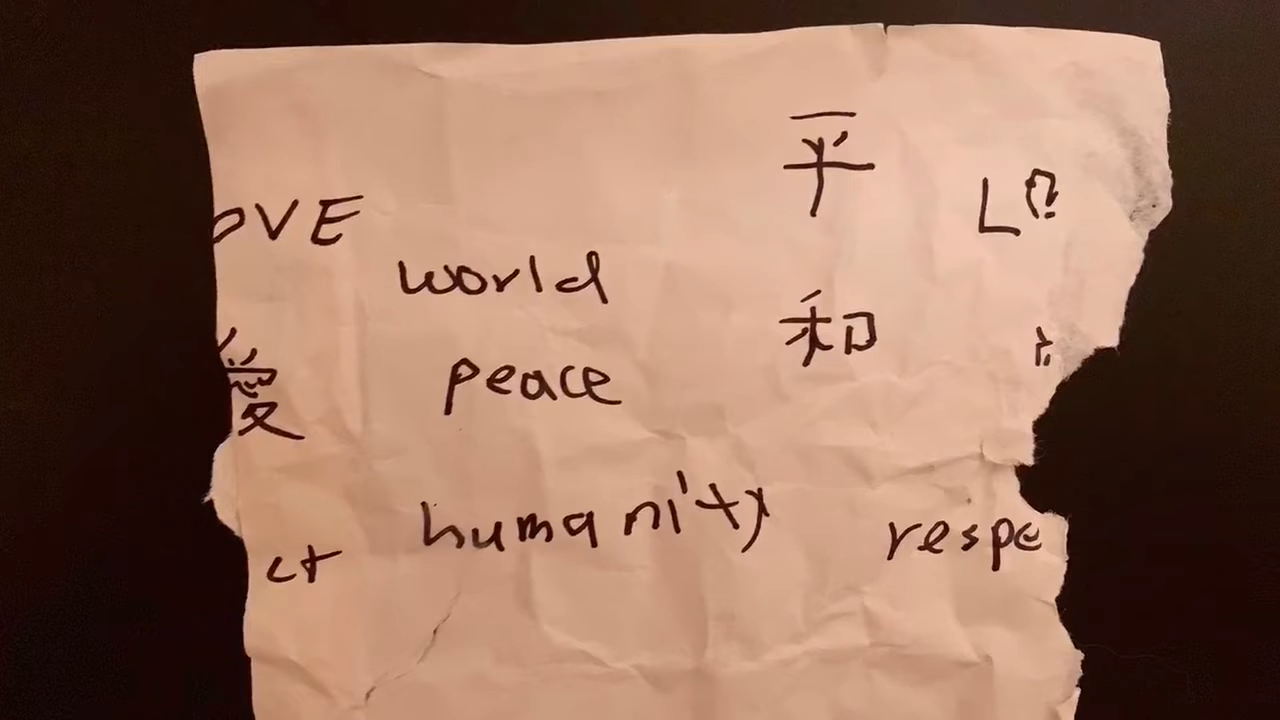 OVE
world
peace
humanity
ct
愛
平
和
L
respe